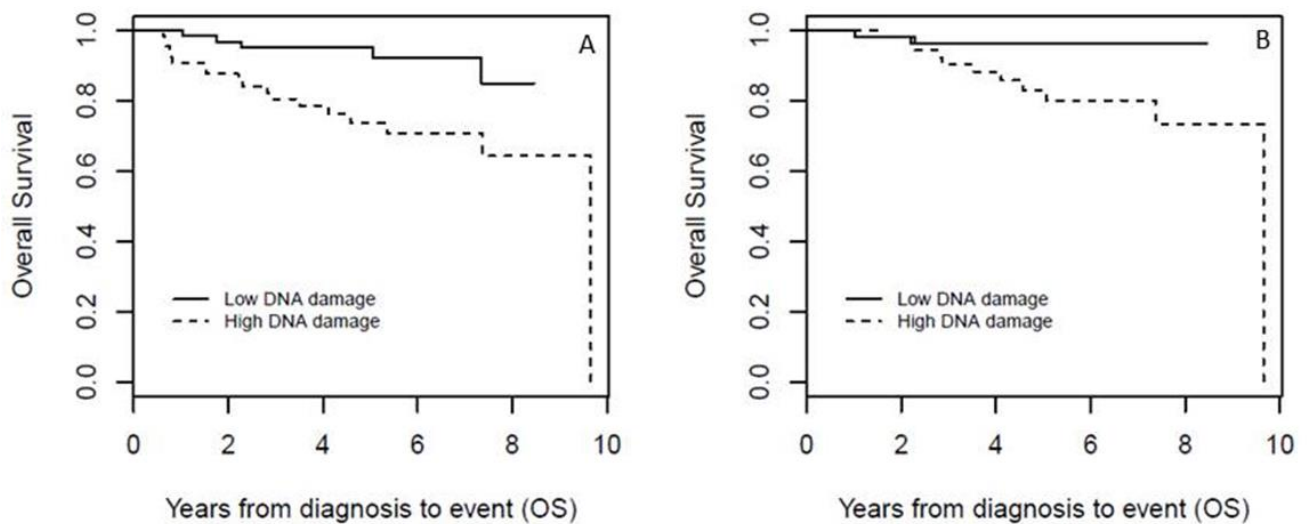 A
Overall Survival
1.0
0.8
0.6
0.4
0.2
0.0
Low DNA damage
High DNA damage
0 2 4 6 8 10
Years from diagnosis to event (OS)
B
Overall Survival
1.0
0.8
0.6
0.4
0.2
0.0
Low DNA damage
High DNA damage
0 2 4 6 8 10
Years from diagnosis to event (OS)